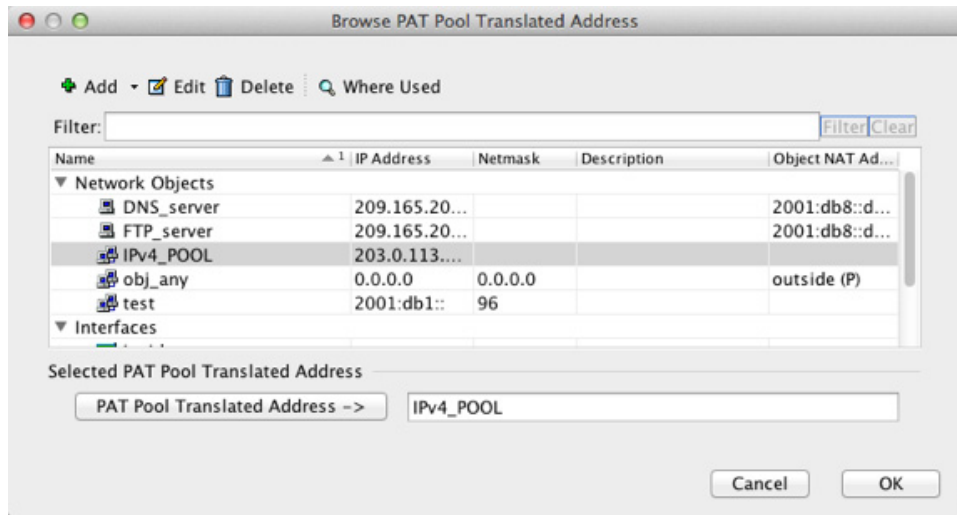 Browse PAT Pool Translated Address
Add Edit Delete Where Used
Filter: Filter Clear
Name 1 IP Address Netmask Description Object NAT Ad...
Network Objects
DNS_server 209.165.20... 2001:db8::d...
FTP_server 209.165.20... 2001:db8::d...
IPv4_POOL 203.0.113....
obj_any 0.0.0.0 0.0.0.0 outside (P)
test 2001:db1:: 96
Interfaces
Selected PAT Pool Translated Address
PAT Pool Translated Address -> IPv4_POOL
Cancel OK